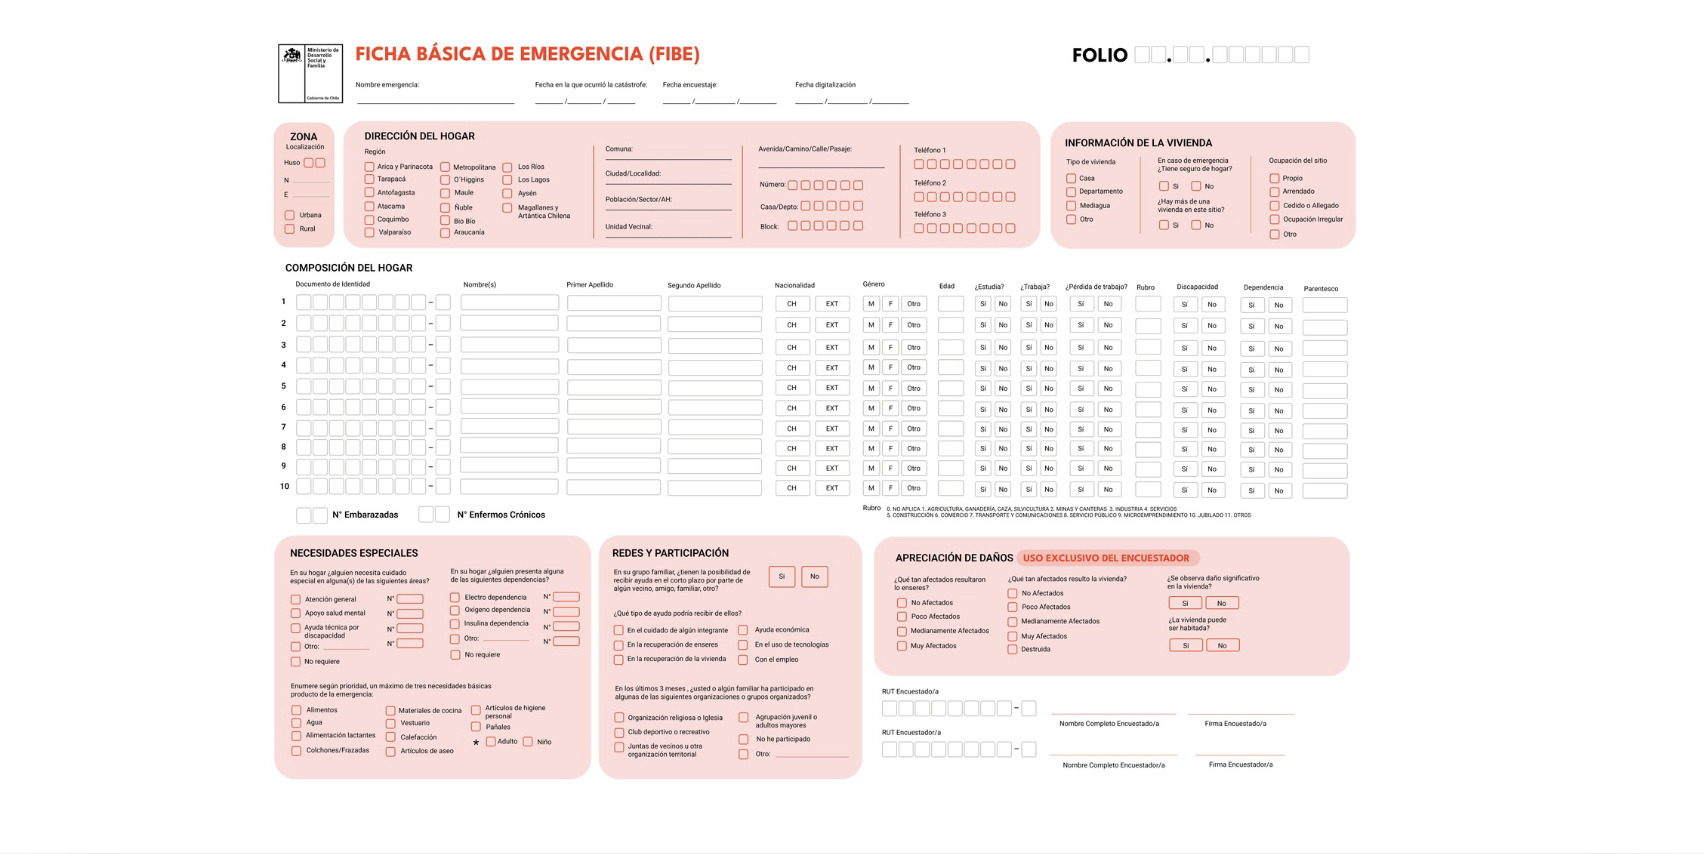 Ministerio de
Desarrollo
Social y
Familia
Gobierno de Chile
FICHA BÁSICA DE EMERGENCIA (FIBE)
FOLIO . .
Nombre emergencia:
Fecha en la que ocurrió la catástrofe:
Fecha encuestaje:
Fecha digitalización
/ /
/ /
/ /
ZONA
Localización
Huso
N
E
Urbana
Rural
DIRECCIÓN DEL HOGAR
Región
Arica y Parinacota
Tarapacá
Antofagasta
Atacama
Coquimbo
Valparaíso
Metropolitana
O´Higgins
Maule
Ñuble
Bio Bio
Araucanía
Los Ríos
Los Lagos
Aysén
Magallanes y
Artántica Chilena
Comuna:
Ciudad/Localidad:
Población/Sector/AH:
Unidad Vecinal:
Avenida/Camino/Calle/Pasaje:
Número:
Casa/Depto:
Block:
Teléfono 1
Teléfono 2
Teléfono 3
INFORMACIÓN DE LA VIVIENDA
Tipo de vivienda
Casa
Departamento
Mediagua
Otro
En caso de emergencia
¿Tiene seguro de hogar?
Si No
¿Hay más de una
vivienda en este sitio?
Si No
Ocupación del sitio
Propio
Arrendado
Cedido o Allegado
Ocupación Irregular
Otro
COMPOSICIÓN DEL HOGAR
Documento de Identidad Nombre(s) Primer Apellido Segundo Apellido Nacionalidad Género Edad ¿Estudia? ¿Trabaja? ¿Pérdida de trabajo? Rubro Discapacidad Dependencia Parentesco
1 – CH EXT M F Otro Sí No Sí No Sí No Sí No Sí No
2 – CH EXT M F Otro Sí No Sí No Sí No Sí No Sí No
3 – CH EXT M F Otro Sí No Sí No Sí No Sí No Sí No
4 – CH EXT M F Otro Sí No Sí No Sí No Sí No Sí No
5 – CH EXT M F Otro Sí No Sí No Sí No Sí No Sí No
6 – CH EXT M F Otro Sí No Sí No Sí No Sí No Sí No
7 – CH EXT M F Otro Sí No Sí No Sí No Sí No Sí No
8 – CH EXT M F Otro Sí No Sí No Sí No Sí No Sí No
9 – CH EXT M F Otro Sí No Sí No Sí No Sí No Sí No
10 – CH EXT M F Otro Sí No Sí No Sí No Sí No Sí No
N° Embarazadas
N° Enfermos Crónicos
Rubro 0. NO APLICA 1. AGRICULTURA, GANADERÍA, CAZA, SILVICULTURA 2. MINAS Y CANTERAS 3. INDUSTRIA 4. SERVICIOS
5. CONSTRUCCIÓN 6. COMERCIO 7. TRANSPORTE Y COMUNICACIONES 8. SERVICIO PÚBLICO 9. MICROEMPRENDIMIENTO 10. JUBILADO 11. OTROS
NECESIDADES ESPECIALES
En su hogar ¿alguien necesita cuidado
especial en alguna(s) de las siguientes áreas?
Atención general N°
Apoyo salud mental N°
Ayuda técnica por
discapacidad N°
Otro: N°
No requiere
En su hogar ¿alguien presenta alguna
de las siguientes dependencias?
Electro dependencia N°
Oxigeno dependencia N°
Insulina dependencia N°
Otro: N°
No requiere
Enumere según prioridad, un máximo de tres necesidades básicas
producto de la emergencia:
Alimentos
Agua
Alimentación lactantes
Colchones/Frazadas
Materiales de cocina
Vestuario
Calefacción
Artículos de aseo
Artículos de higiene
personal
Pañales
* Adulto Niño
REDES Y PARTICIPACIÓN
En su grupo familiar, ¿tienen la posibilidad de
recibir ayuda en el corto plazo por parte de
algún vecino, amigo, familiar, otro?
Si No
¿Qué tipo de ayuda podría recibir de ellos?
En el cuidado de algún integrante
En la recuperación de enseres
En la recuperación de la vivienda
Ayuda económica
En el uso de tecnologías
Con el empleo
En los últimos 3 meses , ¿usted o algún familiar ha participado en
algunas de las siguientes organizaciones o grupos organizados?
Organización religiosa o Iglesia
Club deportivo o recreativo
Juntas de vecinos u otra
organización territorial
Agrupación juvenil o
adultos mayores
No he participado
Otro:
APRECIACIÓN DE DAÑOS USO EXCLUSIVO DEL ENCUESTADOR
¿Qué tan afectados resultaron
lo enseres?
No Afectados
Poco Afectados
Medianamente Afectados
Muy Afectados
¿Qué tan afectados resulto la vivienda?
No Afectados
Poco Afectados
Medianamente Afectados
Muy Afectados
Destruida
¿Se observa daño significativo
en la vivienda?
Si No
¿La vivienda puede
ser habitada?
Si No
RUT Encuestado/a
–
Nombre Completo Encuestado/a
Firma Encuestado/a
RUT Encuestador/a
–
Nombre Completo Encuestador/a
Firma Encuestador/a